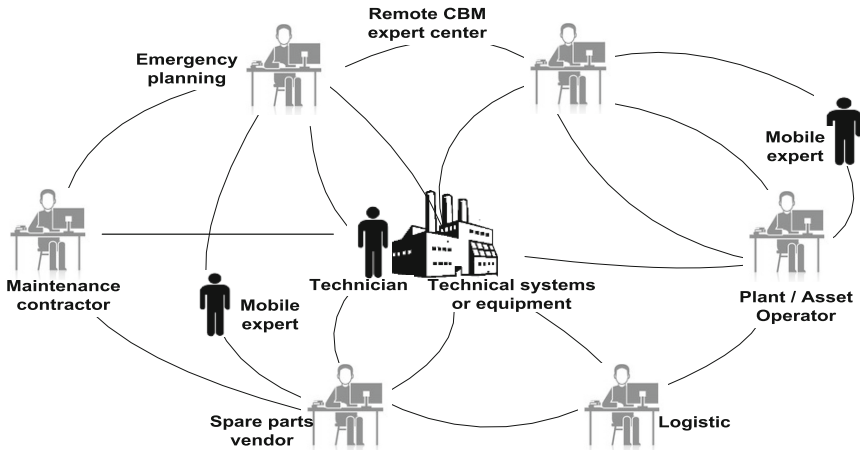 Remote CBM
expert center
Emergency
planning
Mobile
expert
Maintenance
contractor
Technician
Technical systems
or equipment
Plant / Asset
Operator
Mobile
expert
Spare parts
vendor
Logistic